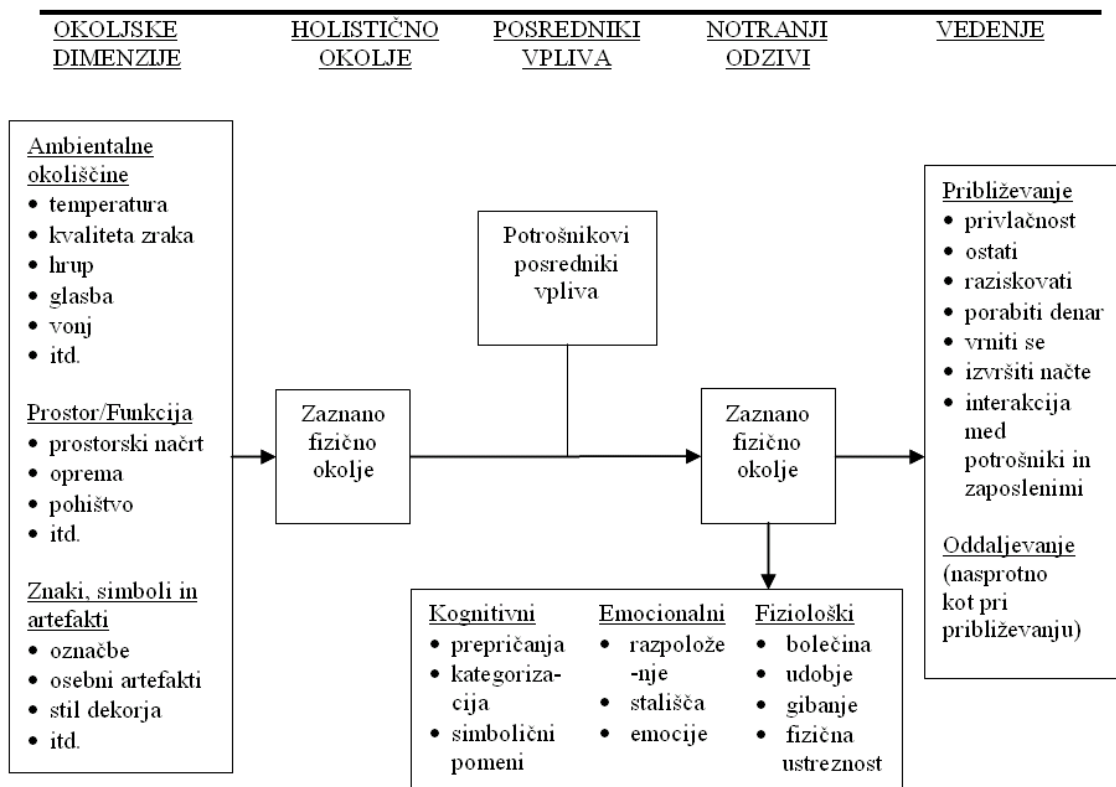 OKOLJSKE
DIMENZIJE
HOLISTIČNO
OKOLJE
POSREDNIKI
VPLIVA
NOTRANJI
ODZIVI
VEDENJE
Ambientalne
okoliščine
• temperatura
• kvaliteta zraka
• hrup
• glasba
• vonj
• itd.
Prostor/Funkcija
• prostorski načrt
• oprema
• pohištvo
• itd.
Znaki, simboli in
artefakti
• označbe
• osebni artefakti
• stil dekorja
• itd.
Zaznano
fizično
okolje
Potrošnikovi
posredniki
vpliva
Zaznano
fizično
okolje
Kognitivni
• prepričanja
• kategoriza-
cija
• simbolični
pomeni
Emocionalni
• razpolože
-nje
• stališča
• emocije
Fiziološki
• bolečina
• udobje
• gibanje
• fizična
ustreznost
Približevanje
• privlačnost
• ostati
• raziskovati
• porabiti denar
• vrniti se
• izvršiti načte
• interakcija
med
potrošniki in
zaposlenimi
Oddaljevanje
(nasprotno
kot pri
približevanju)